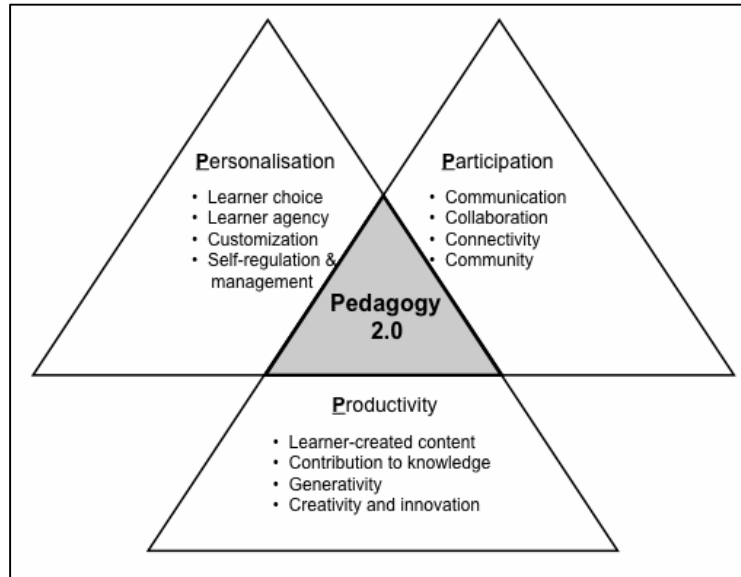 Personalisation
• Learner choice
• Learner agency
• Customization
• Self-regulation &
management
Participation
• Communication
• Collaboration
• Connectivity
• Community
Pedagogy
2.0
Productivity
• Learner-created content
• Contribution to knowledge
• Generativity
• Creativity and innovation